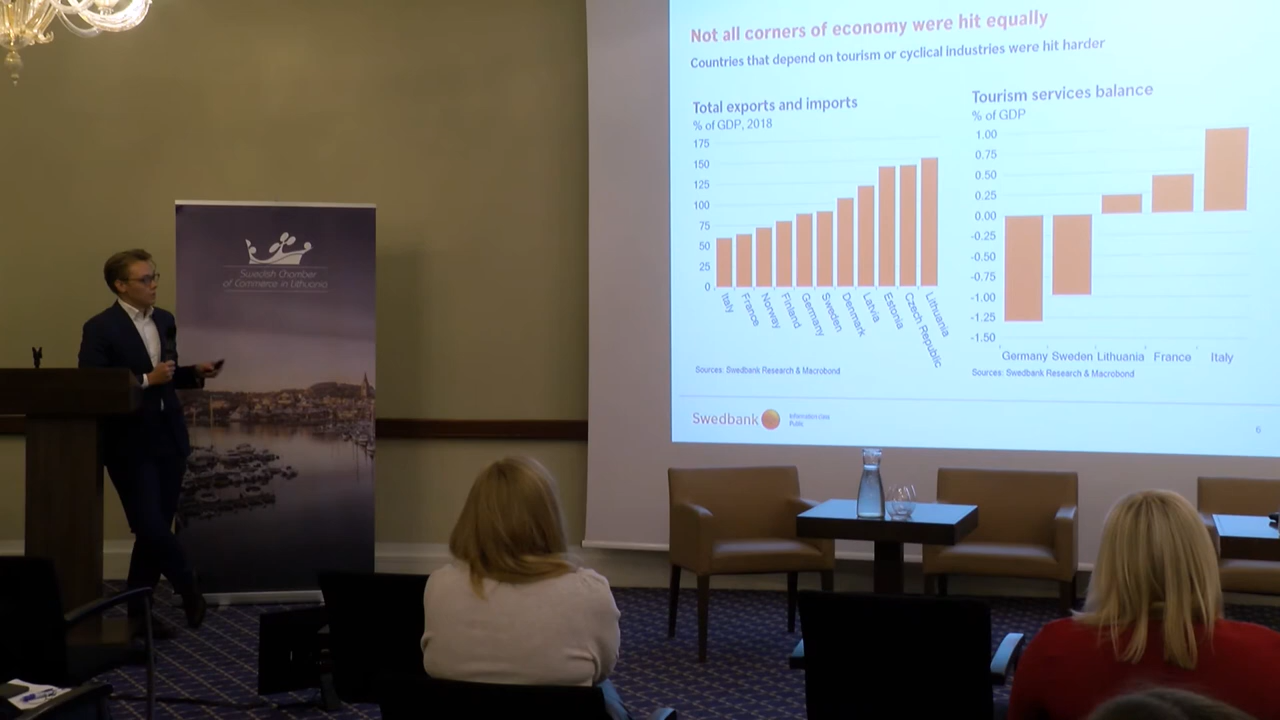 Not all corners of economy were hit equally
Countries that depend on tourism or cyclical industries were hit harder
Total exports and imports
% of GDP, 2018
175
150
125
100
75
50
25
0
Italy
France
Norway
Finland
Germany
Sweden
Denmark
Latvia
Estonia
Czech Republic
Lithuania
Sources: Swedbank Research & Macrobond
Tourism services balance
% of GDP
1.00
0.75
0.50
0.25
0.00
-0.25
-0.50
-0.75
-1.00
-1.25
-1.50
Germany Sweden Lithuania France Italy
Sources: Swedbank Research & Macrobond
Swedbank
Information class
Public
6
Swedish Chamber
of Commerce in Lithuania